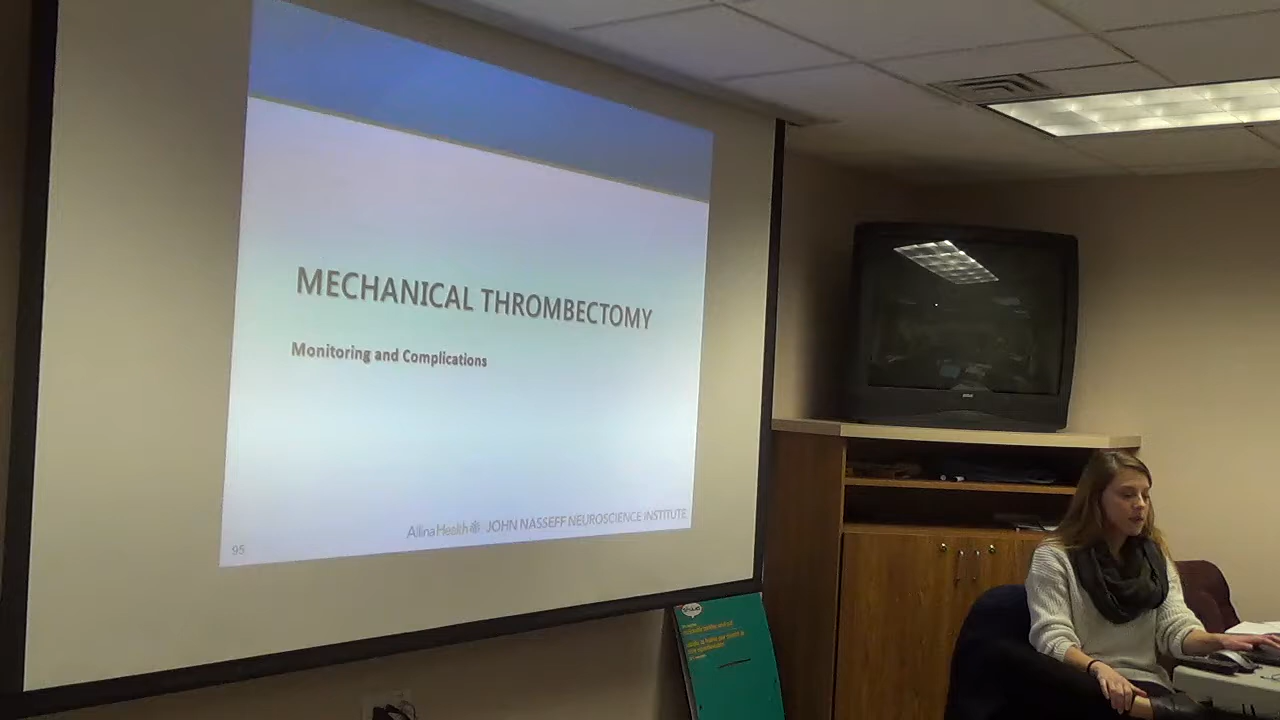 MECHANICAL THROMBECTOMY
Monitoring and Complications
AllinaHealth JOHN NASSEFF NEUROSCIENCE INSTITUTE
95